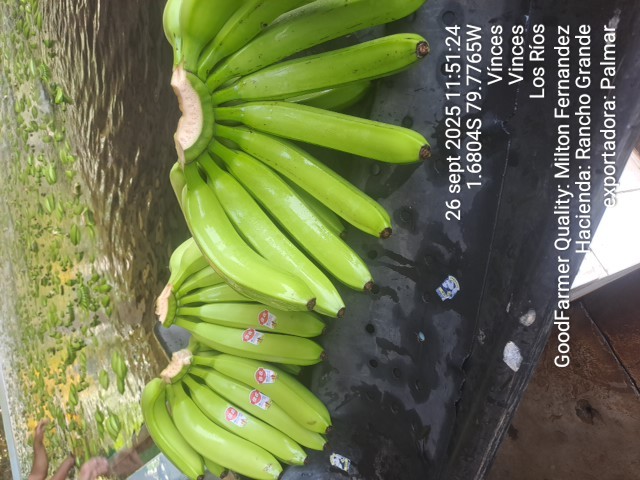 26 sept 2025 11:51:24
1.6804S 79.7765W
Vínces
Vinces
Los Ríos
GoodFarmer Quality: Milton Fernandez
Hacienda: Rancho Grande
exportadora: Palmar